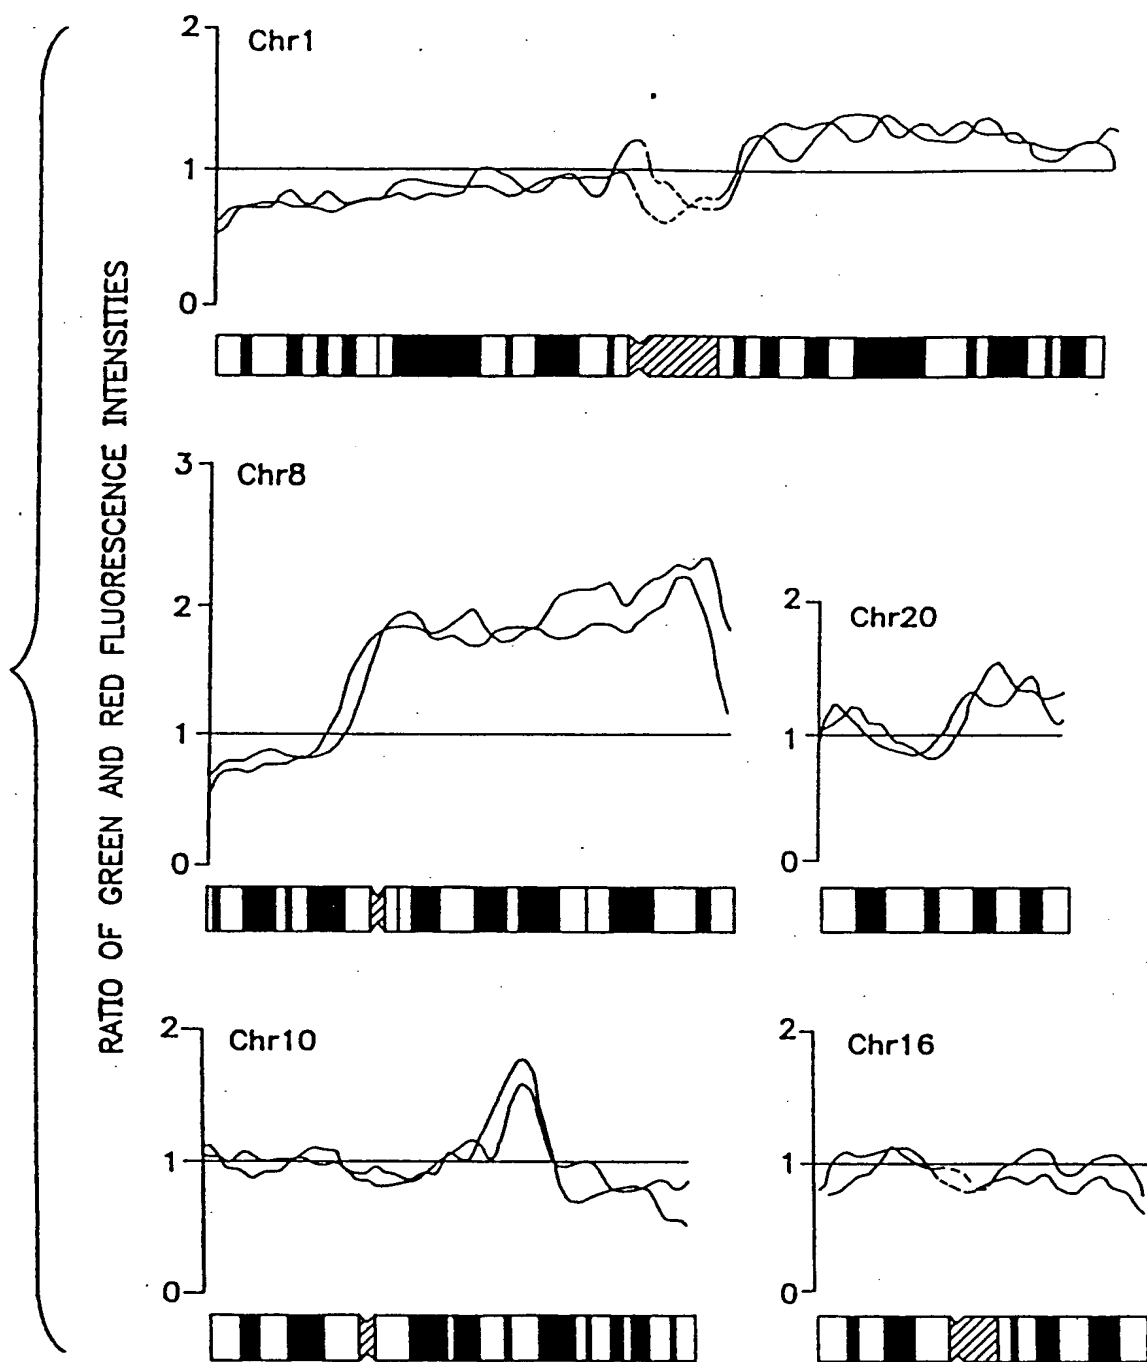 RATIO OF GREEN AND RED FLUORESCENCE INTENSITIES
2
Chr1
1
0
3
Chr8
2
1
0
2
Chr20
1
0
2
Chr10
1
0
2
Chr16
1
0